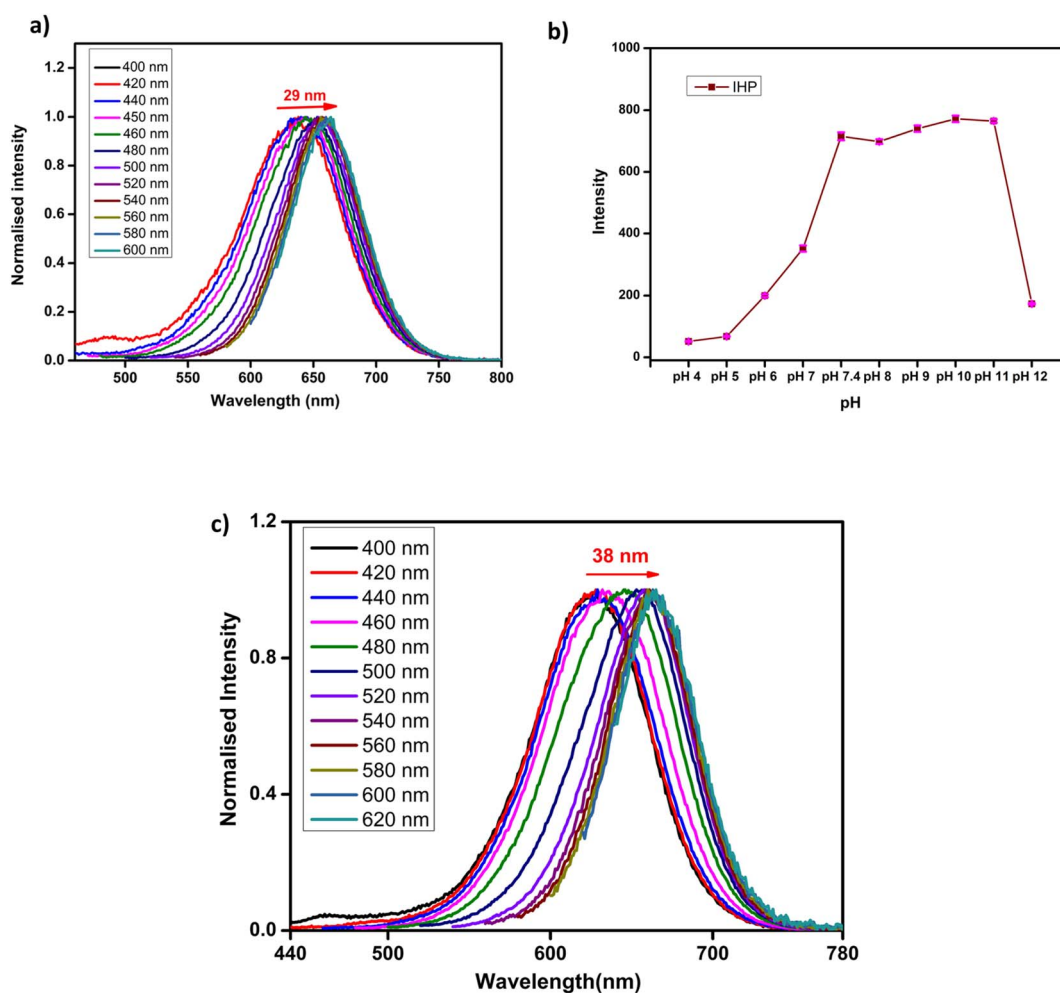 a)
1.2
1.0
0.8
0.6
0.4
0.2
0.0
Normalised intensity
400 nm
420 nm
440 nm
450 nm
460 nm
480 nm
500 nm
520 nm
540 nm
560 nm
580 nm
600 nm
29 nm
500 550 600 650 700 750 800
Wavelength (nm)
b)
1000
800
600
400
200
0
Intensity
IHP
pH 4 pH 5 pH 6 pH 7 pH 7.4 pH 8 pH 9 pH 10 pH 11 pH 12
pH
c)
1.2
0.8
0.4
0.0
Normalised Intensity
400 nm
420 nm
440 nm
460 nm
480 nm
500 nm
520 nm
540 nm
560 nm
580 nm
600 nm
620 nm
38 nm
440 500 600 700 780
Wavelength(nm)